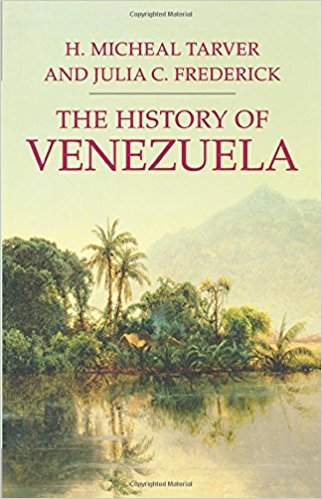 Copyrighted Material
H. MICHEAL TARVER
AND JULIA C. FREDERICK
THE HISTORY OF
VENEZUELA
Copyrighted Material